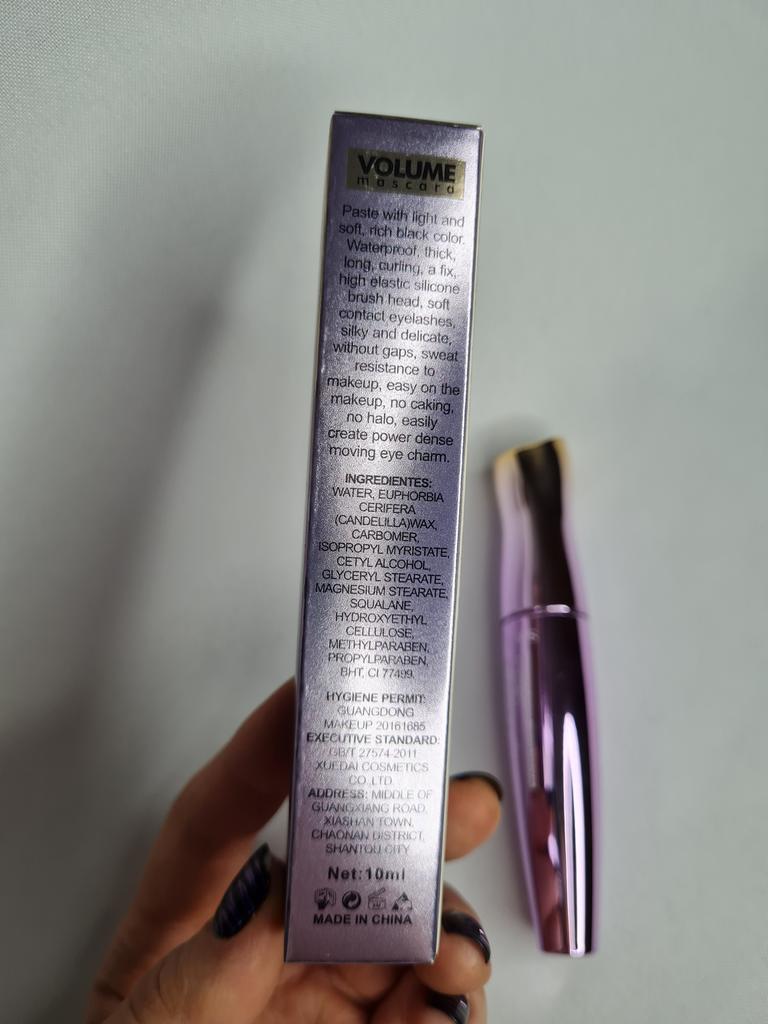 VOLUME
mascara
Paste with light and
soft, rich black color.
Waterproof, thick,
long, curling, a fix,
high elastic silicone
brush head, soft
contact eyelashes,
silky and delicate,
without gaps, sweat
resistance to
makeup, easy on the
makeup, no caking,
no halo, easily
create power dense
moving eye charm.
INGREDIENTES:
WATER, EUPHORBIA
CERIFERA
(CANDELILLA)WAX,
CARBOMER,
ISOPROPYL MYRISTATE,
CETYL ALCOHOL,
GLYCERYL STEARATE,
MAGNESIUM STEARATE,
SQUALANE,
HYDROXYETHYL
CELLULOSE,
METHYLPARABEN,
PROPYLPARABEN,
BHT, CI 77499.
HYGIENE PERMIT:
GUANGDONG
MAKEUP 20161685
EXECUTIVE STANDARD:
GB/T 27574-2011
XUEDAI COSMETICS
CO.,LTD.
ADDRESS: MIDDLE OF
GUANGXIANG ROAD,
XIASHAN TOWN,
CHAONAN DISTRICT,
SHANTOU CITY
Net:10ml
MADE IN CHINA